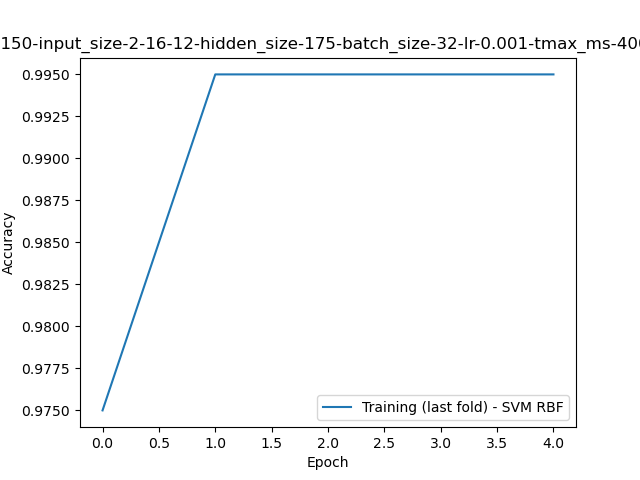 150-input_size-2-16-12-hidden_size-175-batch_size-32-lr-0.001-tmax_ms-400
0.9950
0.9925
0.9900
0.9875
0.9850
0.9825
0.9800
0.9775
0.9750
Accuracy
Training (last fold) - SVM RBF
0.0 0.5 1.0 1.5 2.0 2.5 3.0 3.5 4.0
Epoch